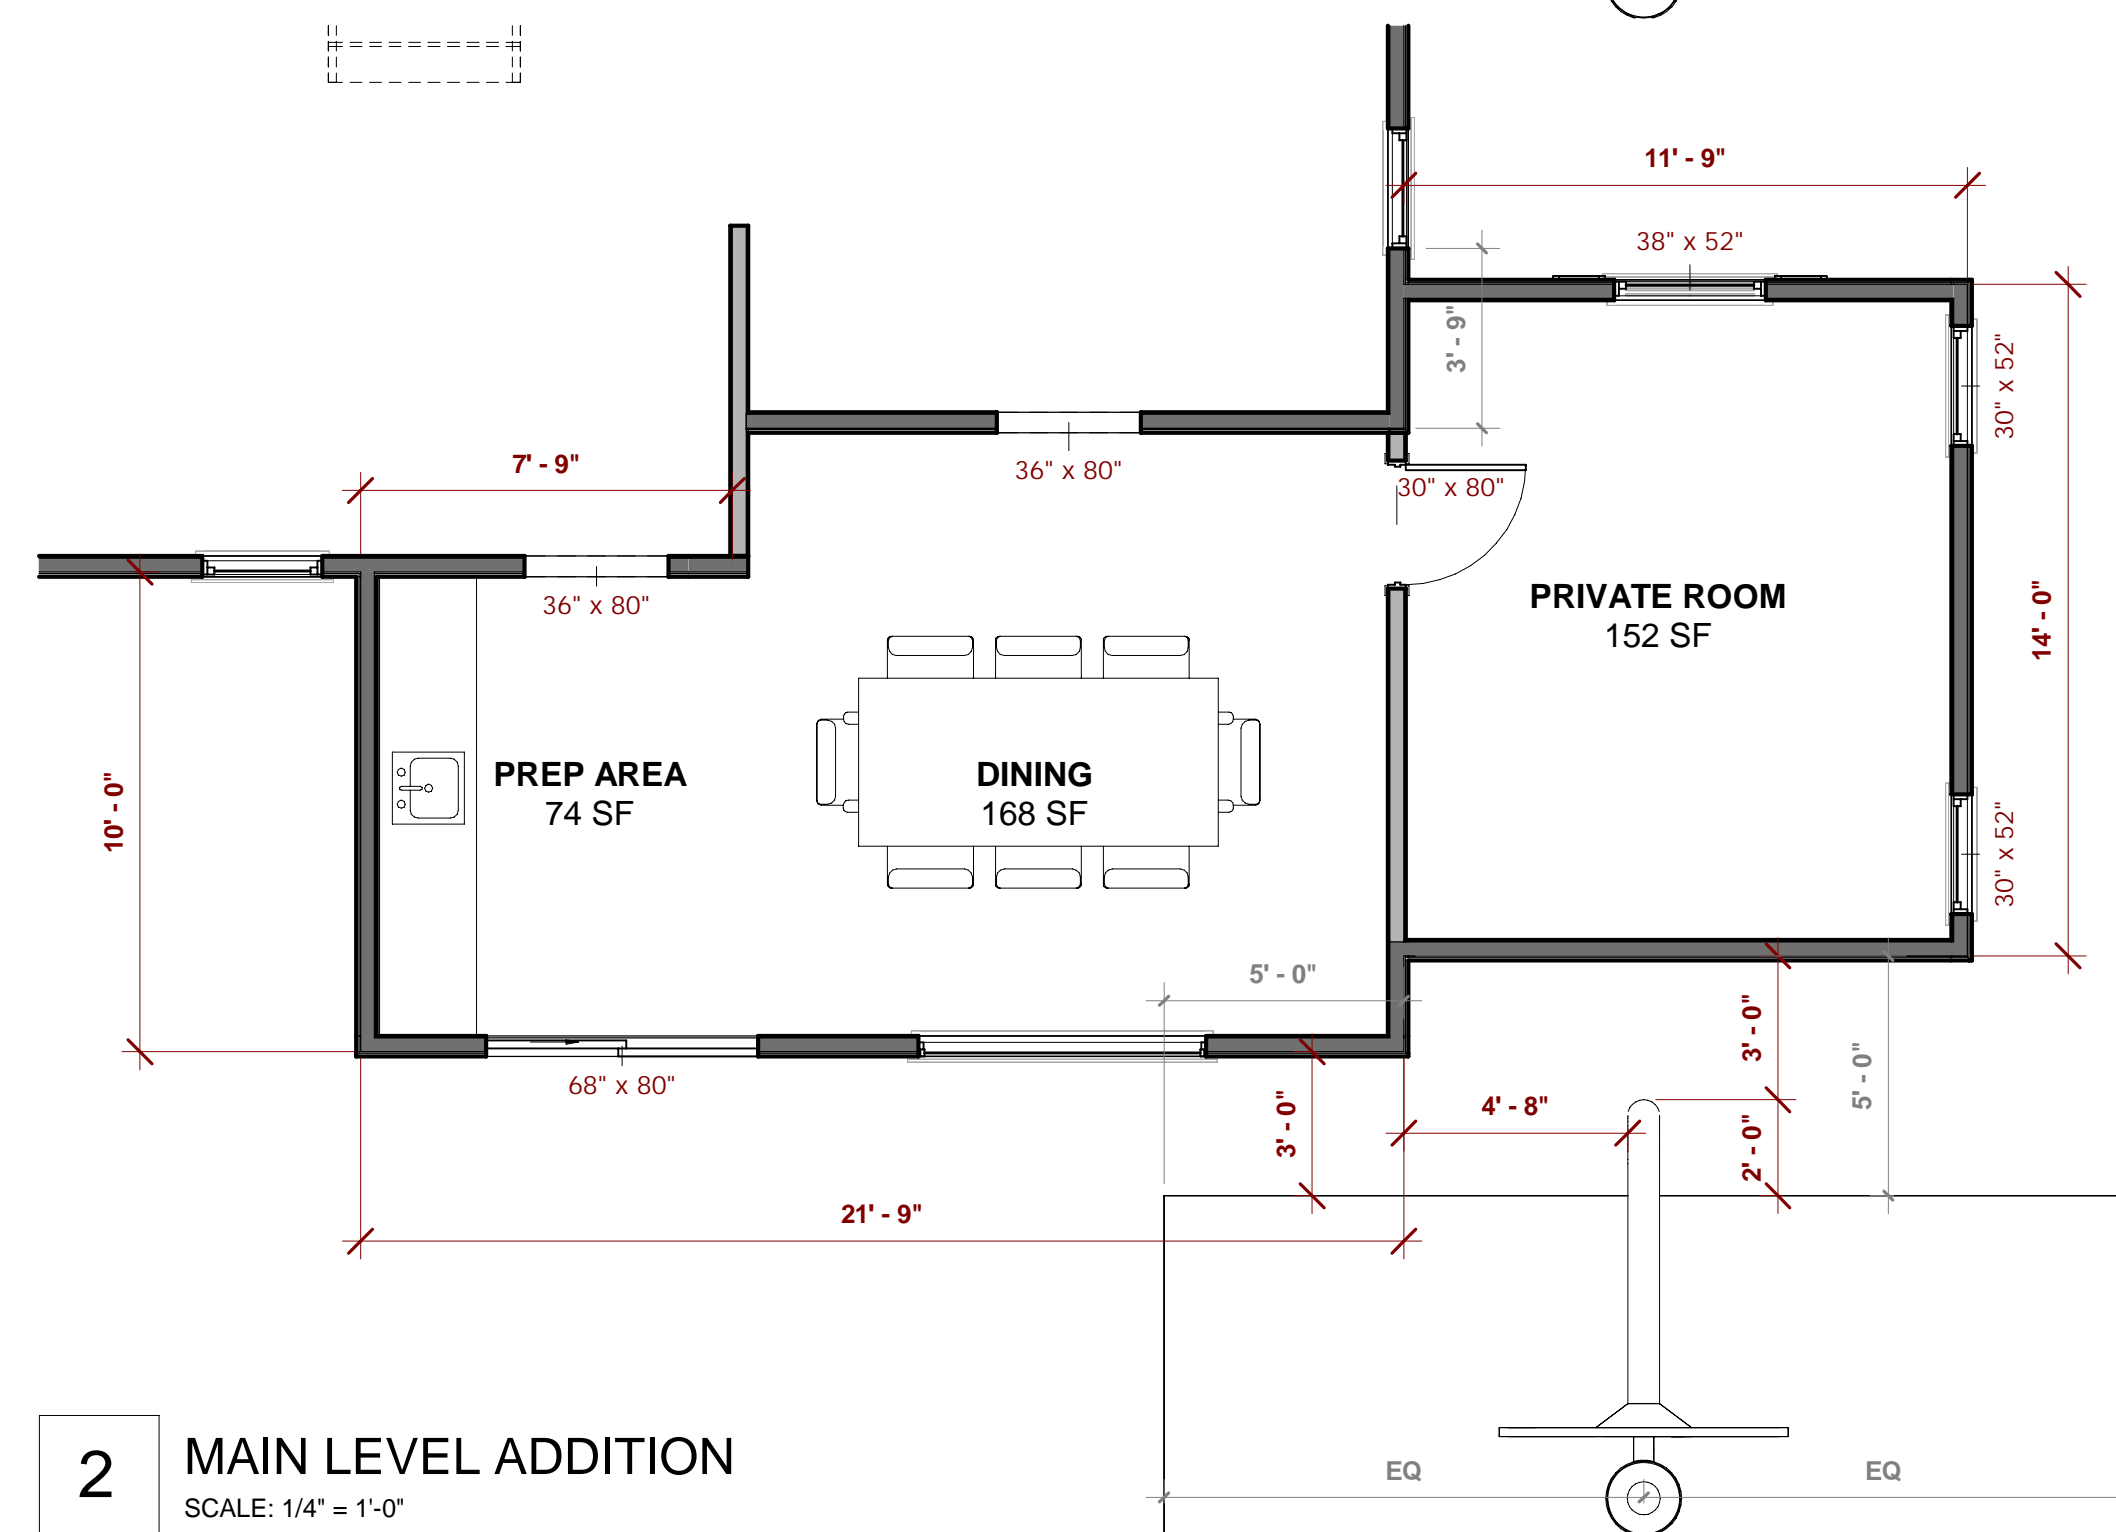 11' - 9"
38" x 52"
3' - 9"
30" x 52"
7' - 9"
36" x 80"
30" x 80"
36" x 80"
PRIVATE ROOM
152 SF
14' - 0"
PREP AREA
74 SF
DINING
168 SF
10' - 0"
30" x 52"
5' - 0"
3' - 0"
5' - 0"
68" x 80"
3' - 0"
4' - 8"
2' - 0"
21' - 9"
2
MAIN LEVEL ADDITION
SCALE: 1/4" = 1'-0"
EQ
EQ